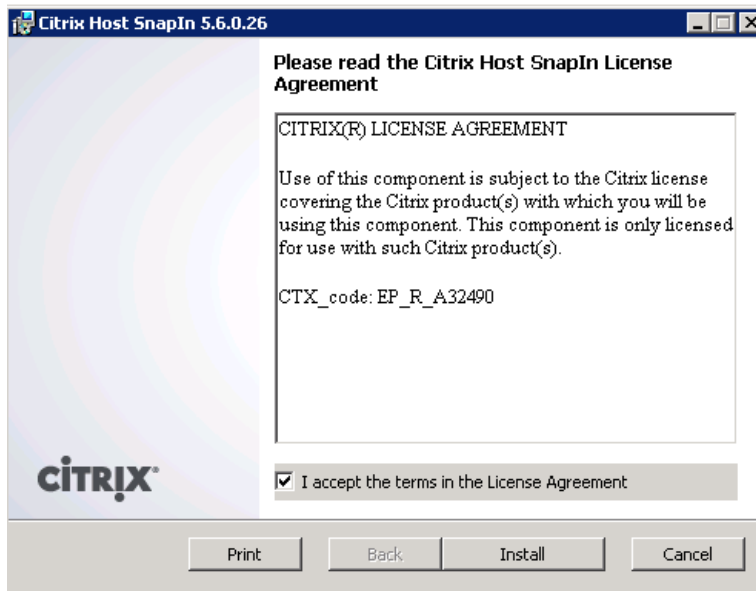 Citrix Host SnapIn 5.6.0.26
Please read the Citrix Host SnapIn License
Agreement
CITRIX(R) LICENSE AGREEMENT
Use of this component is subject to the Citrix license
covering the Citrix product(s) with which you will be
using this component. This component is only licensed
for use with such Citrix product(s).
CTX_code: EP_R_A32490
CITRIX®
I accept the terms in the License Agreement
Print
Back
Install
Cancel